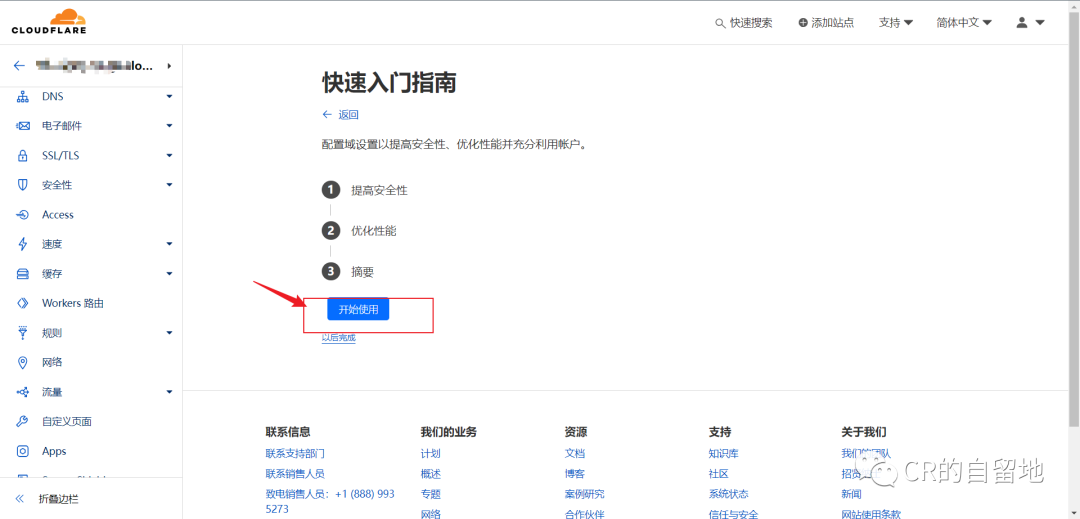 CLOUDFLARE
快速搜索
添加站点
支持
简体中文
lo...
DNS
电子邮件
SSL/TLS
安全性
Access
速度
缓存
Workers 路由
规则
网络
流量
自定义页面
Apps
折叠边栏
快速入门指南
返回
配置域设置以提高安全性、优化性能并充分利用帐户。
1 提高安全性
2 优化性能
3 摘要
开始使用
以后完成
联系信息
联系支持部门
联系销售人员
致电销售人员：+1 (888) 993
5273
我们的业务
计划
概述
专题
网络
资源
文档
博客
案例研究
合作伙伴
支持
知识库
社区
系统状态
信任与安全
关于我们
我们的团队
招资
新闻
网站使用条款
CR的自留地